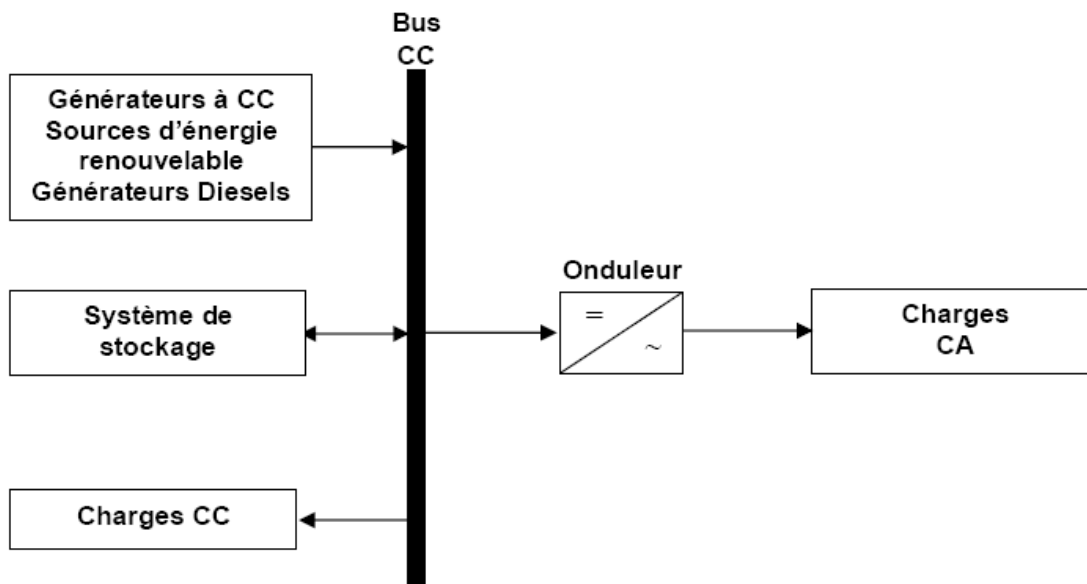 Bus
CC
Générateurs à CC
Sources d'énergie
renouvelable
Générateurs Diesels
Système de
stockage
Charges CC
Onduleur
=
~
Charges
CA